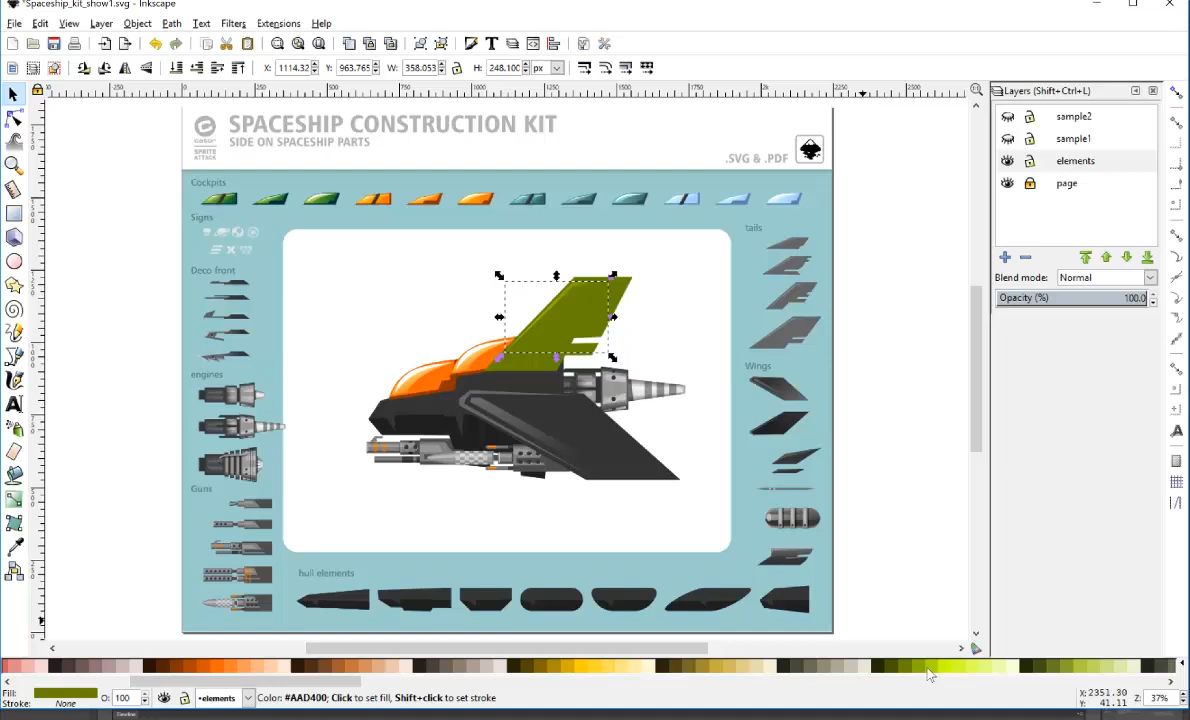 *Spaceship_kit_show1.svg - Inkscape
File Edit View Layer Object Path Text Filters Extensions Help
X: 1114.32 Y: 963.765 W: 358.053 H: 248.100 px
Layers (Shift+Ctrl+L)
sample2
sample1
elements
page
Blend mode: Normal
Opacity (%) 100.0
SPACESHIP CONSTRUCTION KIT
SIDE ON SPACESHIP PARTS
SPRITE
ATTACK
.SVG & .PDF
Cockpits
Signs
Deco front
engines
Guns
tails
Wings
hull elements
Fill:
Stroke: None
O: 100
•elements
Color: #AAD400; Click to set fill, Shift+click to set stroke
X: 2351.30
Y: 41.11
Z: 37%
Timeline